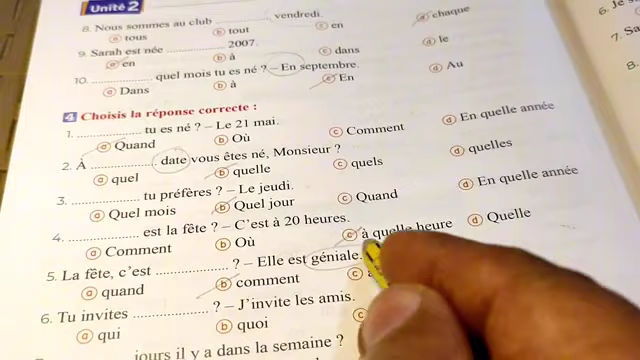 Unité 2
8. Nous sommes au club .............. vendredi.
ⓐ tous ⓑ tout ⓒ en ⓓ chaque
9. Sarah est née .............. 2007.
ⓐ en ⓑ à ⓒ dans ⓓ le
10. .............. quel mois tu es né ? – En septembre.
ⓐ Dans ⓑ à ⓒ En ⓓ Au
4 Choisis la réponse correcte :
1. .............. tu es né ? – Le 21 mai.
ⓐ Quand ⓑ Où ⓒ Comment ⓓ En quelle année
2. À .............. date vous êtes né, Monsieur ?
ⓐ quel ⓑ quelle ⓒ quels ⓓ quelles
3. .............. tu préfères ? – Le jeudi.
ⓐ Quel mois ⓑ Quel jour ⓒ Quand ⓓ En quelle année
4. .............. est la fête ? – C'est à 20 heures.
ⓐ Comment ⓑ Où ⓒ à quelle heure ⓓ Quelle
5. La fête, c'est .............. ? – Elle est géniale.
ⓐ quand ⓑ comment ⓒ
6. Tu invites .............. ? – J'invite les amis.
ⓐ qui ⓑ quoi ⓒ
jours il y a dans la semaine ?
6. Je
7. Sa
8.